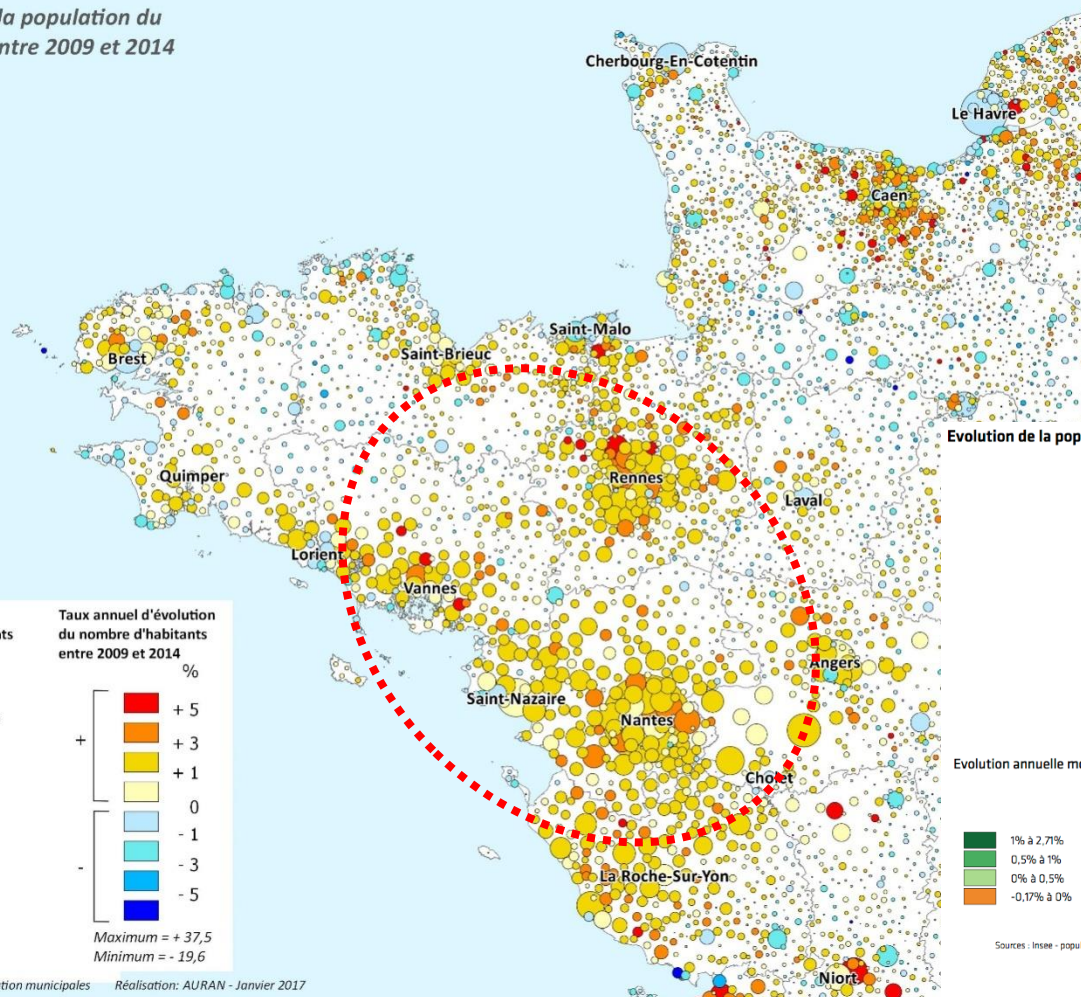 la population du
ntre 2009 et 2014
Cherbourg-En-Cotentin
Le Havre
Caen
Saint-Malo
Saint-Brieuc
Brest
Rennes
Quimper
Laval
Lorient
Vannes
Angers
Saint-Nazaire
Nantes
Cholet
La Roche-Sur-Yon
Niort
Taux annuel d'évolution
du nombre d'habitants
entre 2009 et 2014
%
+ 5
+ 3
+ 1
0
- 1
- 3
- 5
+
-
Maximum = + 37,5
Minimum = - 19,6
tion municipales Réalisation: AURAN - Janvier 2017
Evolution de la pop
Evolution annuelle m
1% à 2,71%
0,5% à 1%
0% à 0,5%
-0,17% à 0%
Sources : Insee - popu